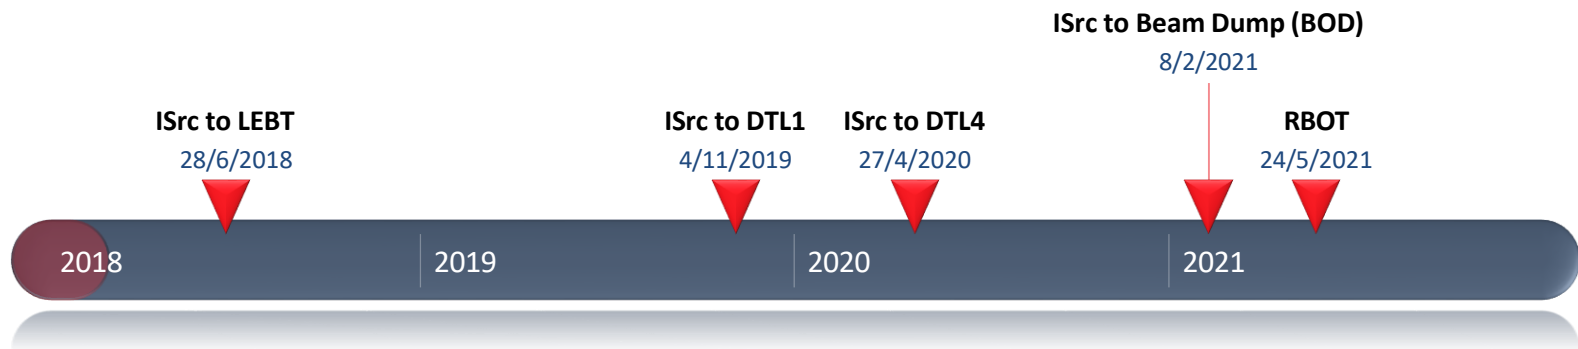 ISrc to Beam Dump (BOD)
8/2/2021
ISrc to LEBT
28/6/2018
ISrc to DTL1
4/11/2019
ISrc to DTL4
27/4/2020
RBOT
24/5/2021
2018
2019
2020
2021